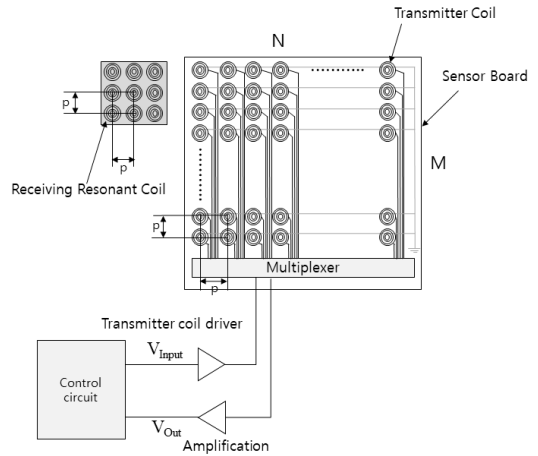 Transmitter Coil
N
Sensor Board
p
M
p
Receiving Resonant Coil
p
Multiplexer
p
Transmitter coil driver
VInput
Control
circuit
VOut
Amplification